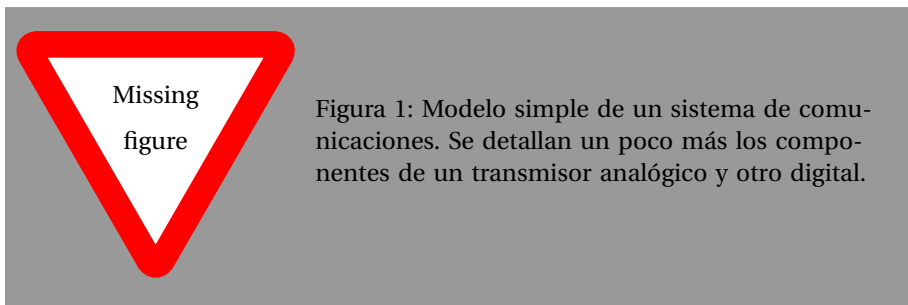 Missing
figure
Figura 1: Modelo simple de un sistema de comu-
nicaciones. Se detallan un poco más los compo-
nentes de un transmisor analógico y otro digital.